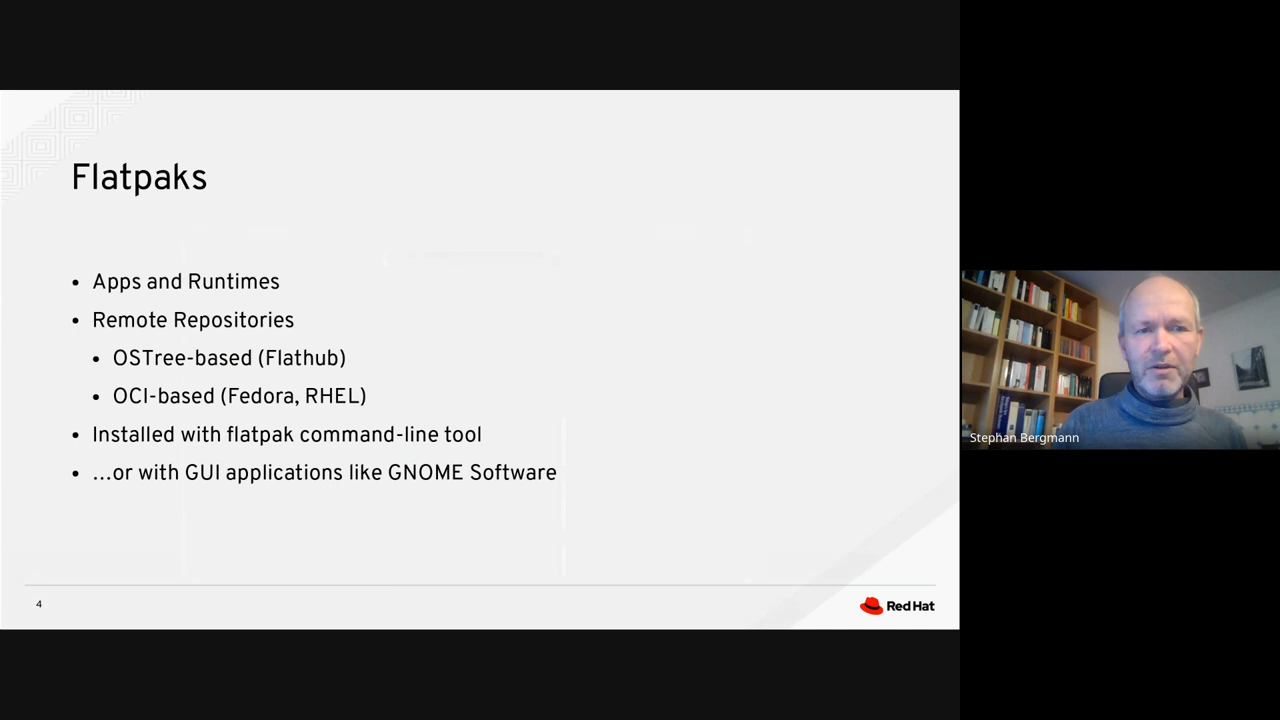 Flatpaks
• Apps and Runtimes
• Remote Repositories
• OSTree-based (Flathub)
• OCI-based (Fedora, RHEL)
• Installed with flatpak command-line tool
• …or with GUI applications like GNOME Software
4
Red Hat
Stephan Bergmann